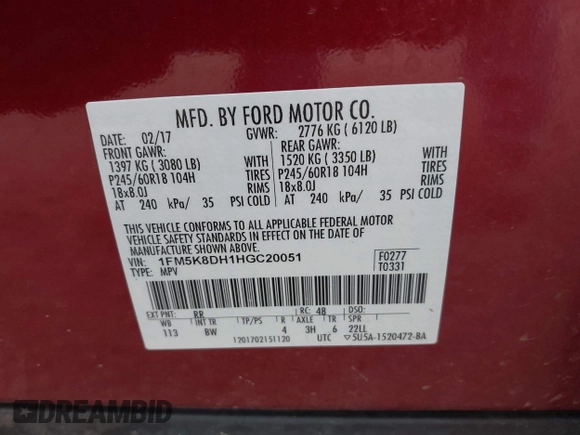 MFD. BY FORD MOTOR CO.
DATE: 02/17 GVWR: 2776 KG ( 6120 LB)
FRONT GAWR: REAR GAWR:
1397 KG ( 3080 LB) 1520 KG ( 3350 LB)
P245/60R18 104H TIRES P245/60R18 104H TIRES
18x8.0J RIMS 18x8.0J RIMS
AT 240 kPa/ 35 PSI COLD AT 240 kPa/ 35 PSI COLD
THIS VEHICLE CONFORMS TO ALL APPLICABLE FEDERAL MOTOR
VEHICLE SAFETY AND THEFT PREVENTION STANDARDS IN EFFECT ON THE DATE OF
MANUFACTURE SHOWN ABOVE.
VIN: 1FM5K8DH1HGC20051 F0277
TYPE: MPV T0331
EXT PNT: RR RC: 48 DSO:
WB INT TR TP/PS R AXLE TR SPR
113 BW 4 3H 6 22LL
1201702151120 UTC ▽5U5A-1520472-BA
DREAMBID